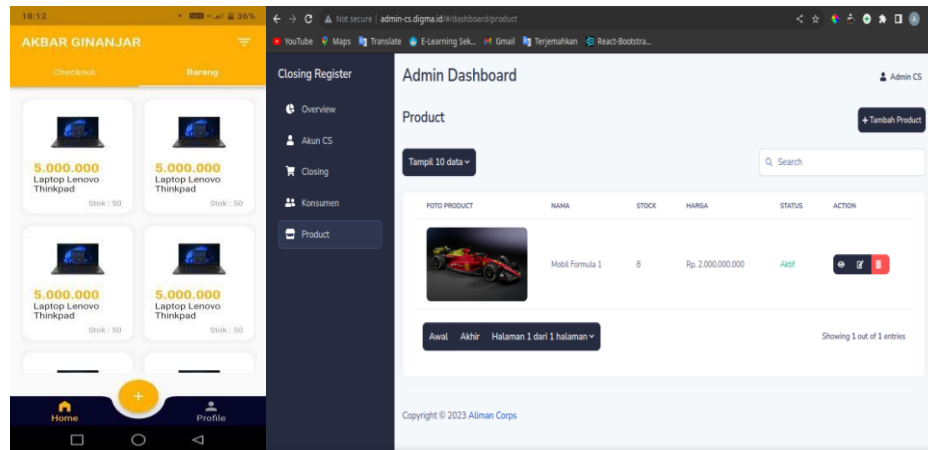 18:12
36%
AKBAR GINANJAR
Checkout
Barang
5.000.000
Laptop Lenovo
Thinkpad
Stok : 50
5.000.000
Laptop Lenovo
Thinkpad
Stok : 50
5.000.000
Laptop Lenovo
Thinkpad
Stok : 50
5.000.000
Laptop Lenovo
Thinkpad
Stok : 50
+
Home
Profile
Not secure | admin-cs.digma.id/#/dashboard/product
YouTube Maps Translate E-Learning Sek... Gmail Terjemahkan React-Bootstra...
Closing Register
Overview
Akun CS
Closing
Konsumen
Product
Admin Dashboard
Admin CS
Product
+ Tambah Product
Tampil 10 data
Search
FOTO PRODUCT NAMA STOCK HARGA STATUS ACTION
Mobil Formula 1 8 Rp. 2.000.000.000 Aktif
Awal Akhir Halaman 1 dari 1 halaman
Showing 1 out of 1 entries
Copyright © 2023 Aliman Corps